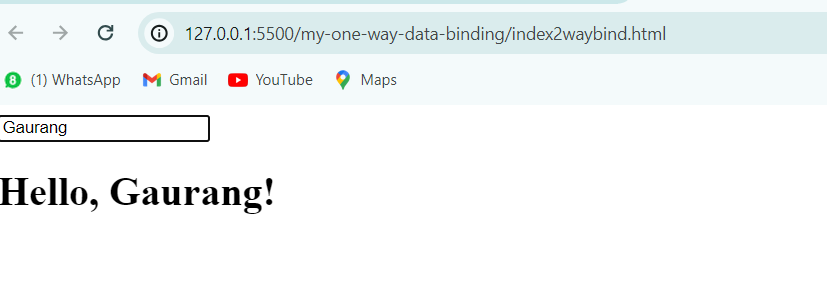 127.0.0.1:5500/my-one-way-data-binding/index2waybind.html
8 (1) WhatsApp Gmail YouTube Maps
Gaurang
Hello, Gaurang!